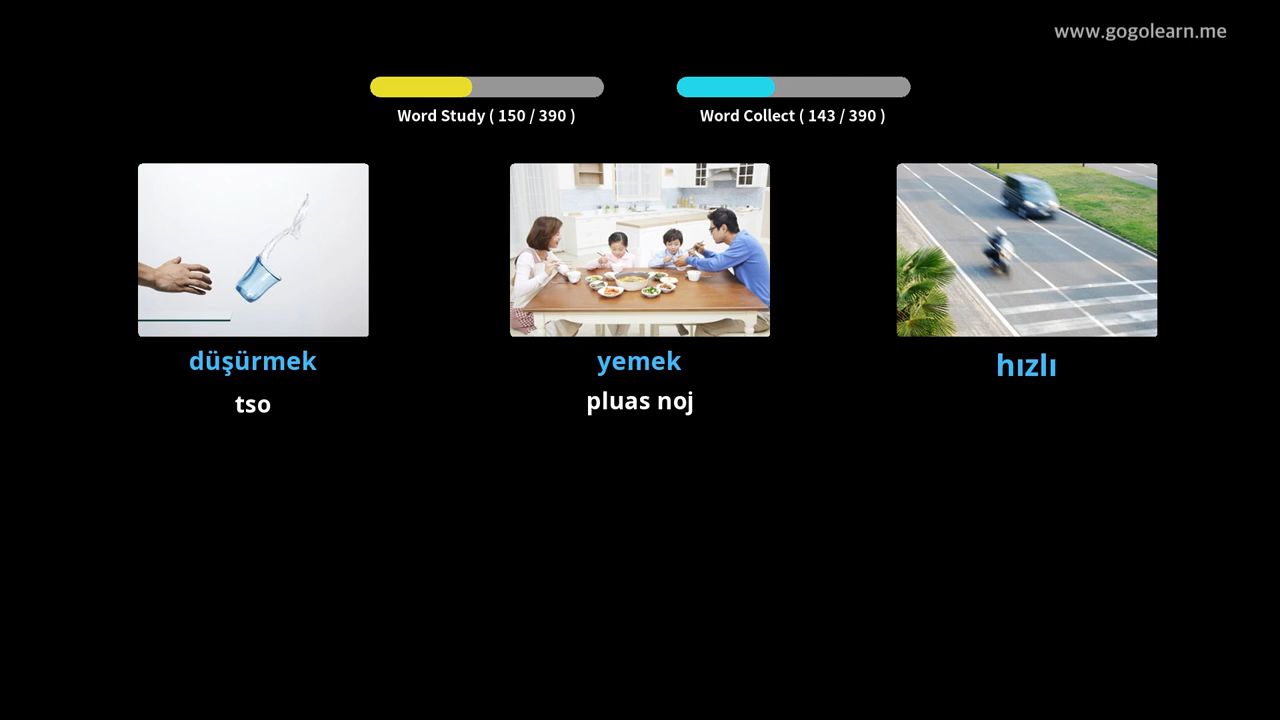 www.gogolearn.me
Word Study ( 150 / 390 )
Word Collect ( 143 / 390 )
düşürmek
tso
yemek
pluas noj
hızlı